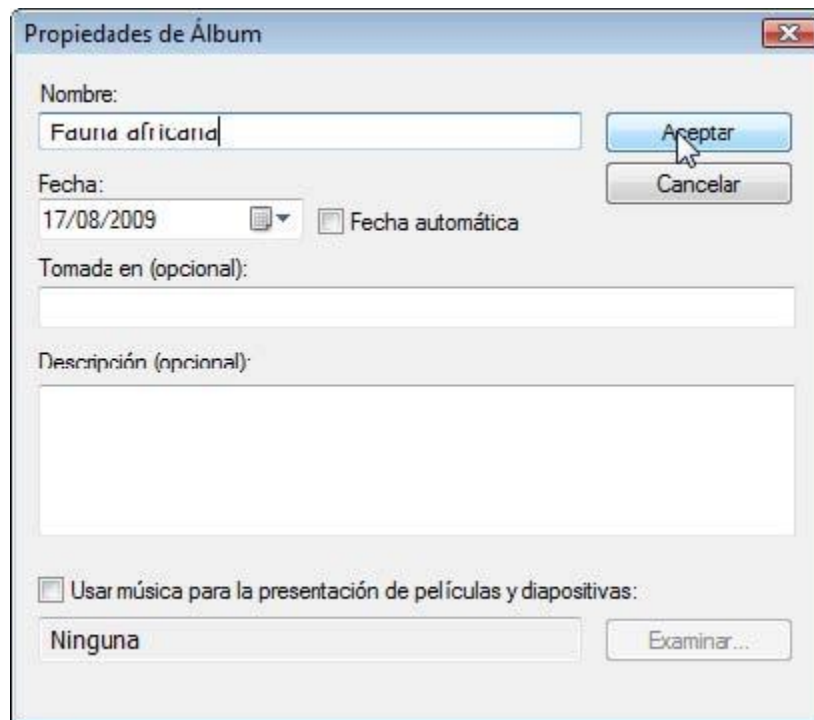 Propiedades de Álbum
Nombre:
Fauna africana
Aceptar
Cancelar
Fecha:
17/08/2009
Fecha automática
Tomada en (opcional):
Descripción (opcional):
Usar música para la presentación de películas y diapositivas:
Ninguna
Examinar...